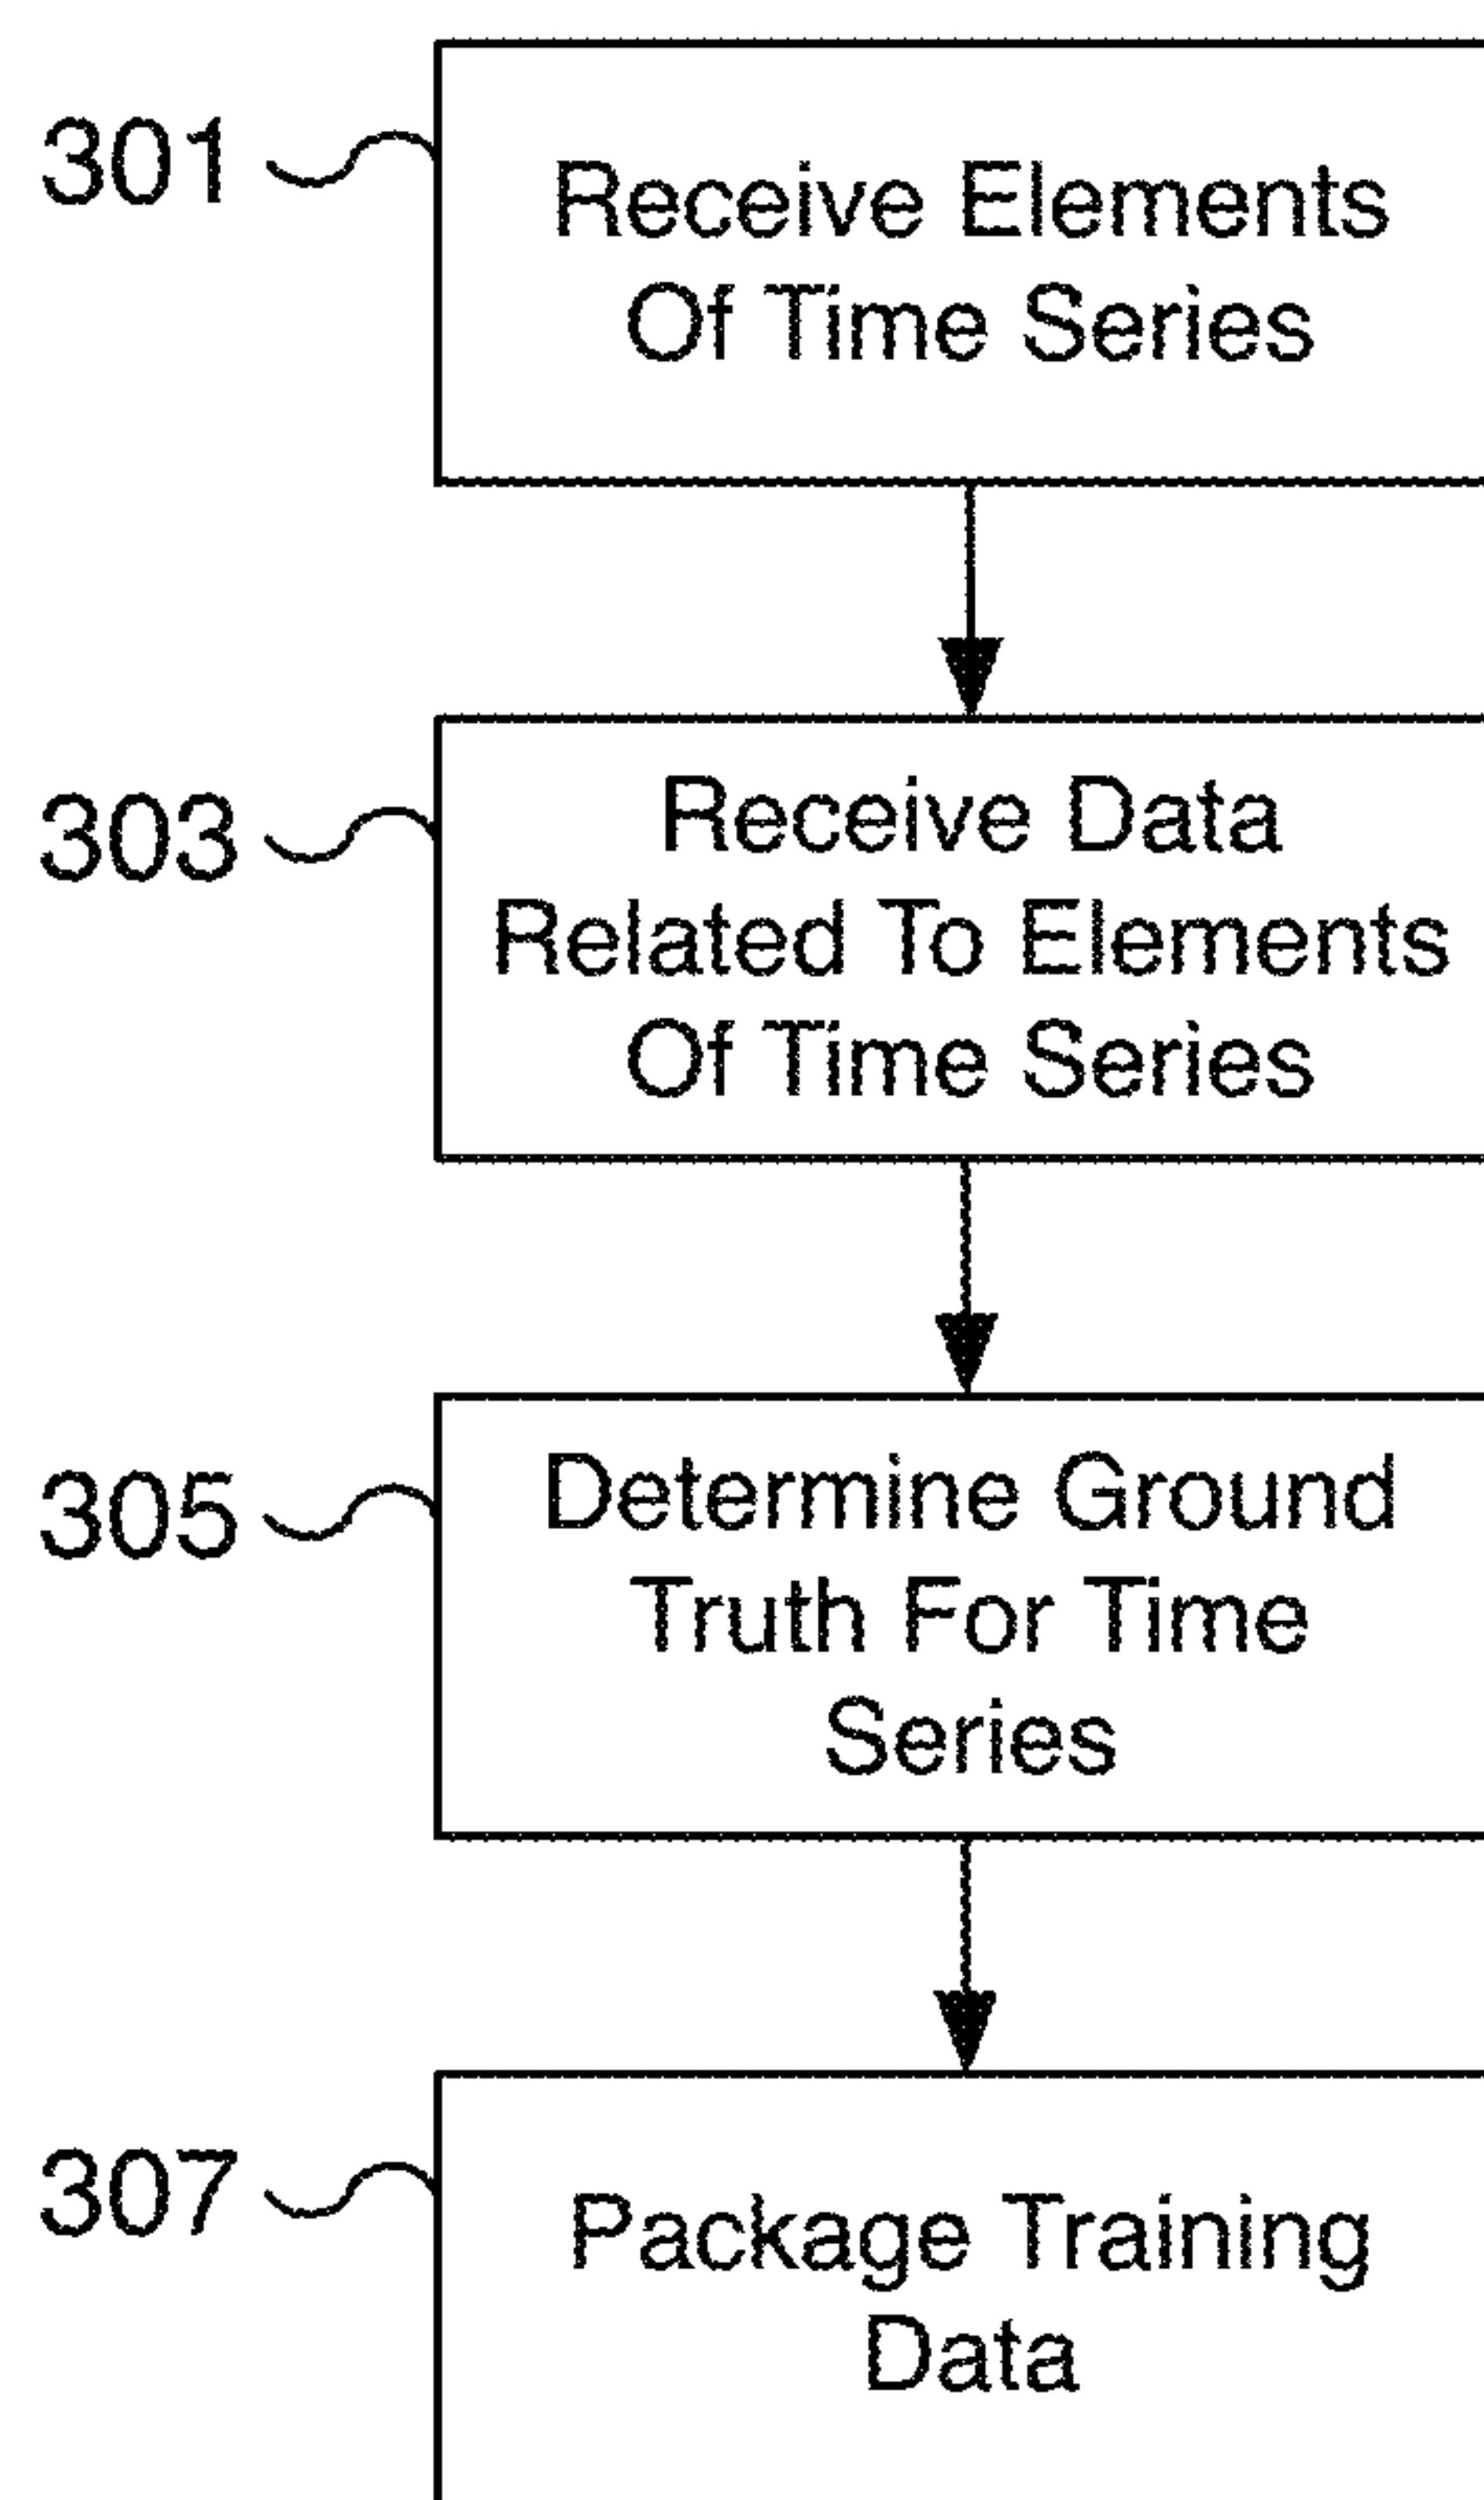 301
Receive Elements
Of Time Series
303
Receive Data
Related To Elements
Of Time Series
305
Determine Ground
Truth For Time
Series
307
Package Training
Data